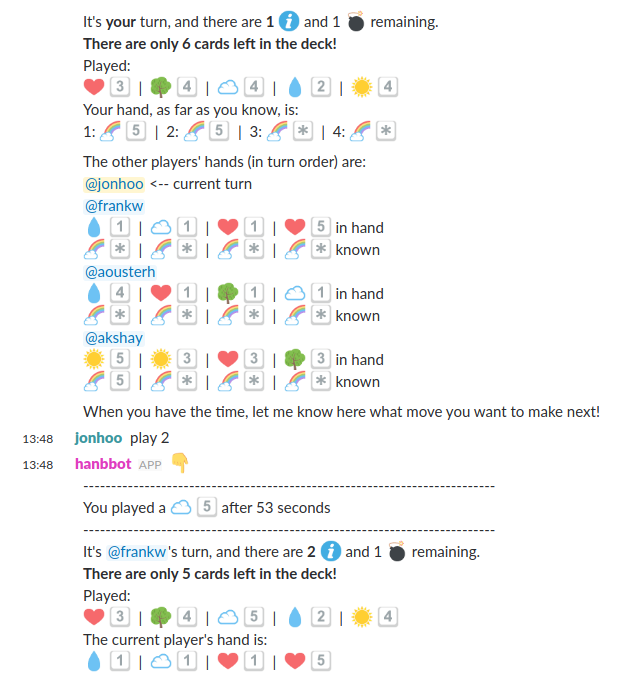 It's your turn, and there are 1 ℹ️ and 1 💣 remaining.
There are only 6 cards left in the deck!
Played:
❤️ 3 | 🌳 4 | ☁️ 4 | 💧 2 | ☀️ 4
Your hand, as far as you know, is:
1: 🌈 5 | 2: 🌈 5 | 3: 🌈 * | 4: 🌈 *
The other players' hands (in turn order) are:
@jonhoo <-- current turn
@frankw
💧 1 | ☁️ 1 | ❤️ 1 | ❤️ 5 in hand
🌈 * | 🌈 * | 🌈 * | 🌈 * known
@aousterh
💧 4 | ❤️ 1 | 🌳 1 | ☁️ 1 in hand
🌈 * | 🌈 * | 🌈 * | 🌈 * known
@akshay
☀️ 5 | ☀️ 3 | ❤️ 3 | 🌳 3 in hand
🌈 5 | 🌈 * | 🌈 * | 🌈 * known
When you have the time, let me know here what move you want to make next!
13:48 jonhoo play 2
13:48 hanbbot APP 👇
--------------------------------------------------------------------------------
You played a ☁️ 5 after 53 seconds
--------------------------------------------------------------------------------
It's @frankw's turn, and there are 2 ℹ️ and 1 💣 remaining.
There are only 5 cards left in the deck!
Played:
❤️ 3 | 🌳 4 | ☁️ 5 | 💧 2 | ☀️ 4
The current player's hand is:
💧 1 | ☁️ 1 | ❤️ 1 | ❤️ 5